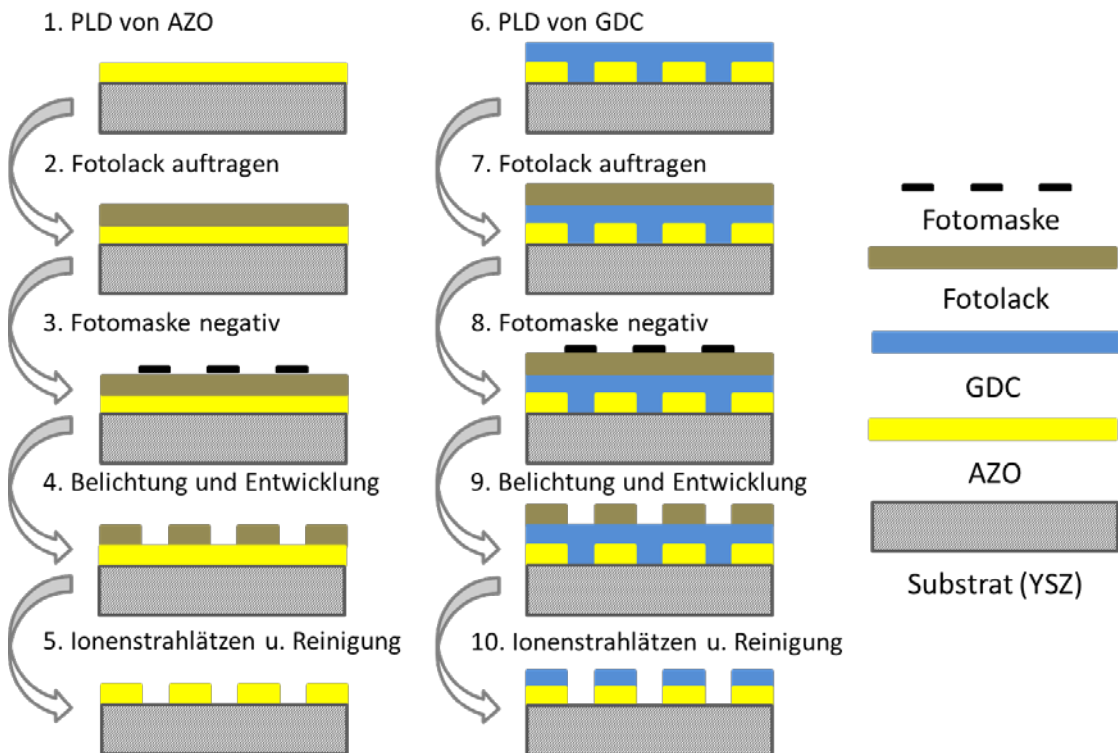 1. PLD von AZO
2. Fotolack auftragen
3. Fotomaske negativ
4. Belichtung und Entwicklung
5. Ionenstrahlätzen u. Reinigung
6. PLD von GDC
7. Fotolack auftragen
8. Fotomaske negativ
9. Belichtung und Entwicklung
10. Ionenstrahlätzen u. Reinigung
Fotomaske
Fotolack
GDC
AZO
Substrat (YSZ)